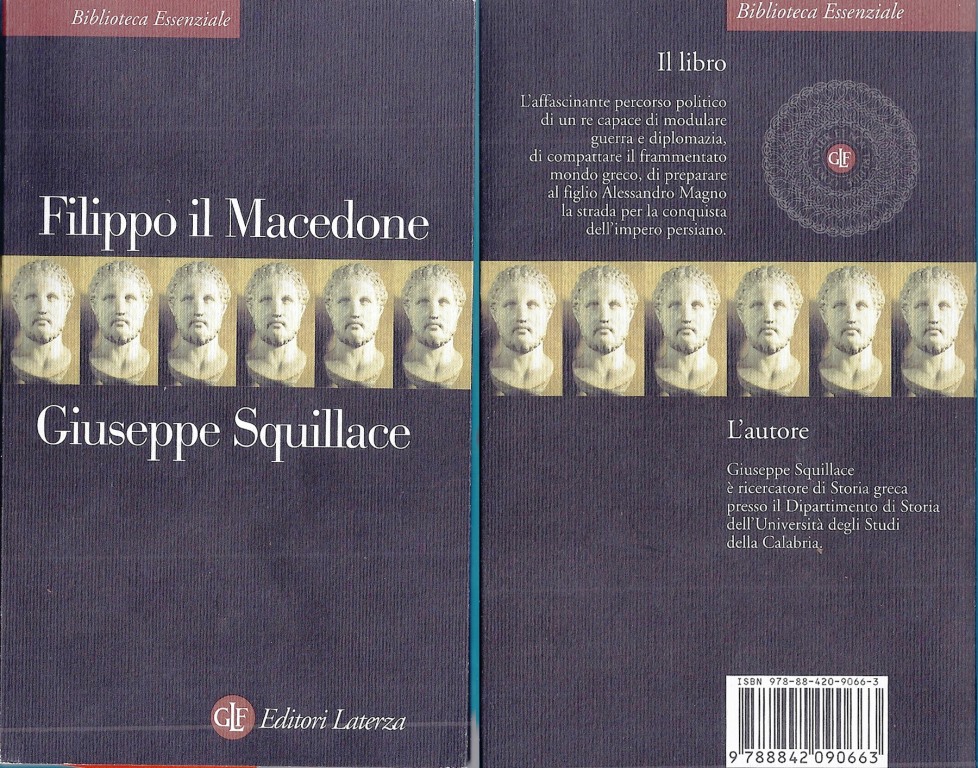 Biblioteca Essenziale
Filippo il Macedone
Giuseppe Squillace
GLF Editori Laterza
Biblioteca Essenziale
Il libro
L'affascinante percorso politico
di un re capace di modulare
guerra e diplomazia,
di compattare il frammentato
mondo greco, di preparare
al figlio Alessandro Magno
la strada per la conquista
dell'impero persiano.
GLF
L'autore
Giuseppe Squillace
è ricercatore di Storia greca
presso il Dipartimento di Storia
dell'Università degli Studi
della Calabria.
ISBN 978-88-420-9066-3
9 788842 090663